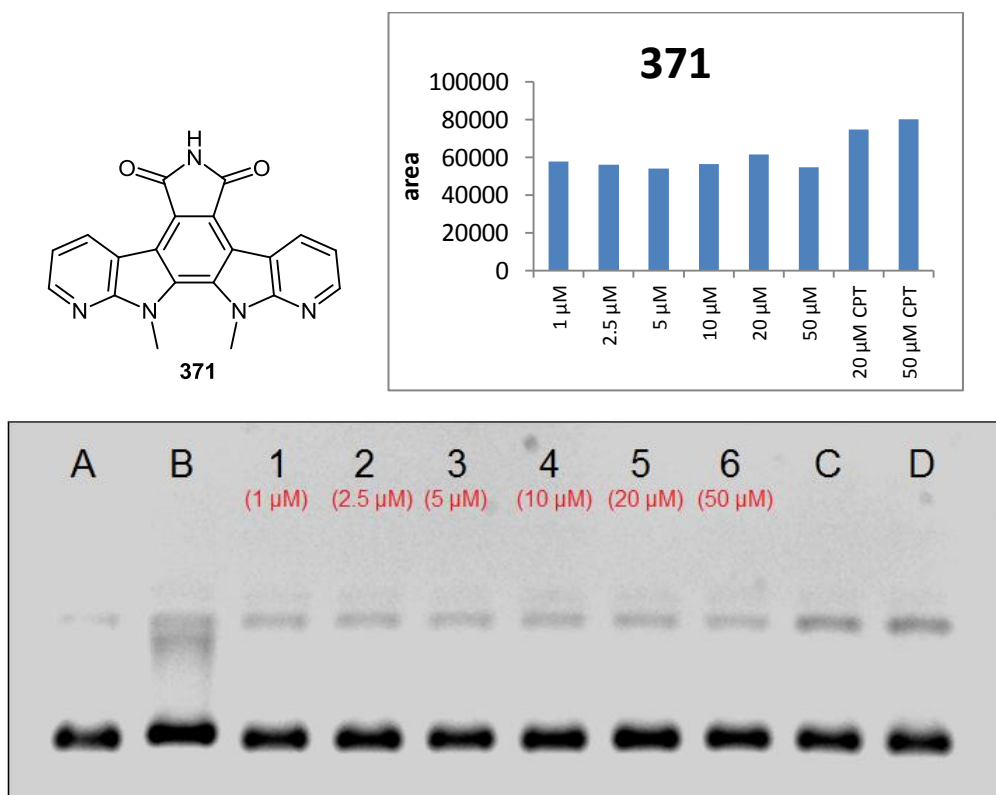 H
N
O O
N N N N
371
371
100000
80000
60000
40000
20000
0
area
1 µM
2.5 µM
5 µM
10 µM
20 µM
50 µM
20 µM CPT
50 µM CPT
A B 1 2 3 4 5 6 C D
(1 µM) (2.5 µM) (5 µM) (10 µM) (20 µM) (50 µM)